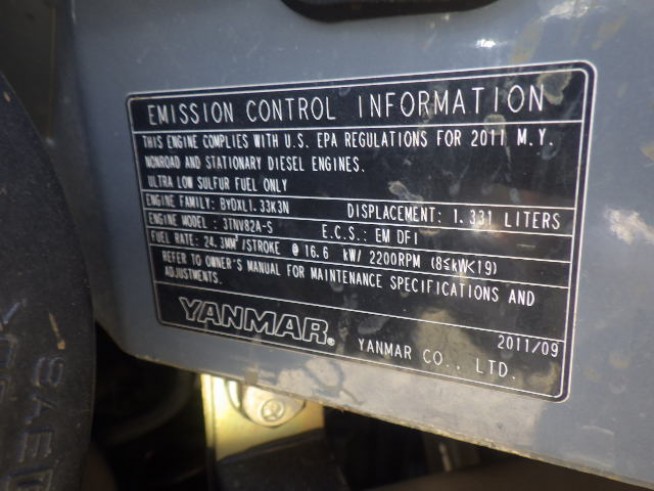 EMISSION CONTROL INFORMATION
THIS ENGINE COMPLIES WITH U.S. EPA REGULATIONS FOR 2011 M.Y.
NONROAD AND STATIONARY DIESEL ENGINES.
ULTRA LOW SULFUR FUEL ONLY
ENGINE FAMILY: BYDXL1.33K3N DISPLACEMENT: 1.331 LITERS
ENGINE MODEL: 3TNV82A-S E.C.S.: EM DFI
FUEL RATE: 24.3MM³/STROKE @ 16.6 kW/ 2200RPM (8≤kW<19)
REFER TO OWNER'S MANUAL FOR MAINTENANCE SPECIFICATIONS AND
ADJUSTMENTS.
2011/09
YANMAR® YANMAR CO., LTD.